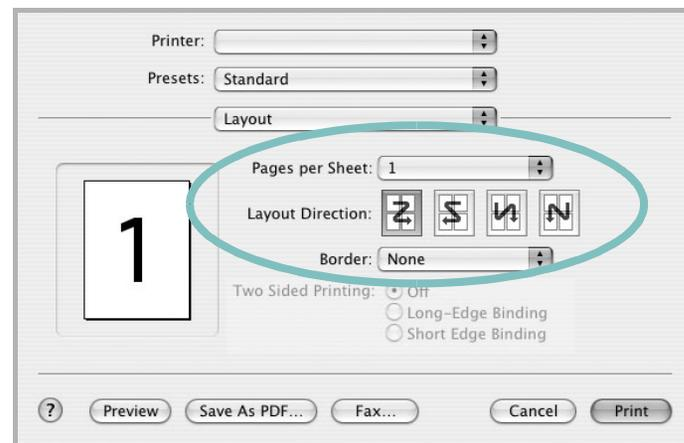 Printer:
Presets: Standard
Layout
Pages per Sheet: 1
Layout Direction:
1
Border: None
Two Sided Printing: Off
Long-Edge Binding
Short Edge Binding
? Preview Save As PDF... Fax... Cancel Print